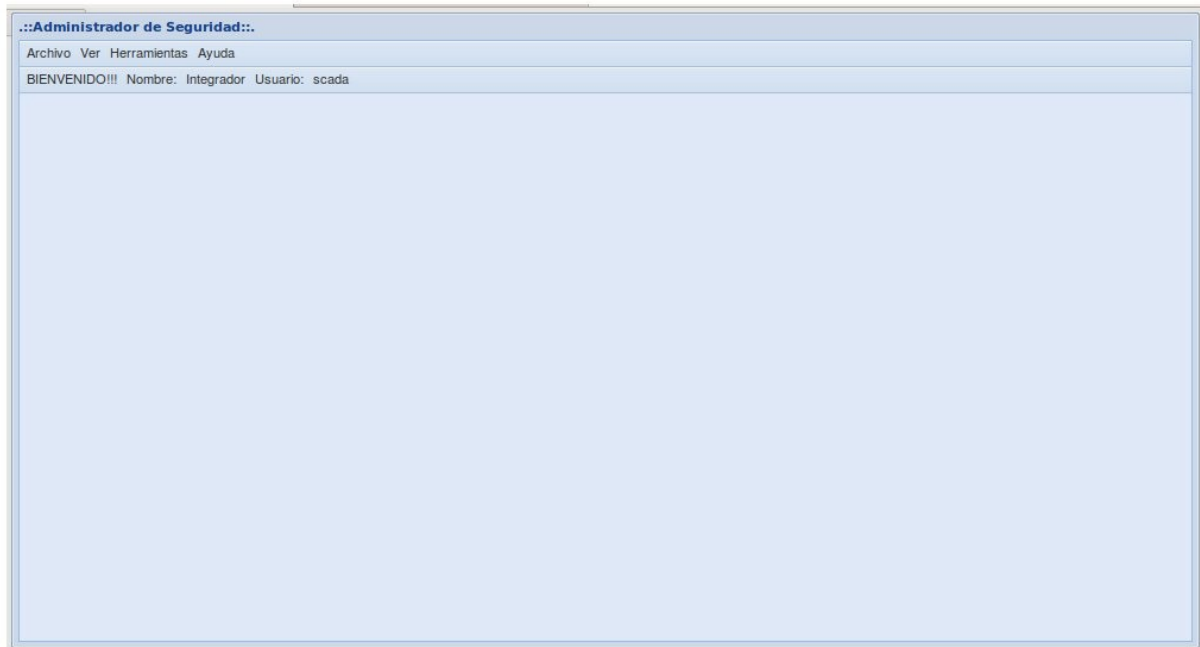 .::Administrador de Seguridad::.
Archivo Ver Herramientas Ayuda
BIENVENIDO!!! Nombre: Integrador Usuario: scada